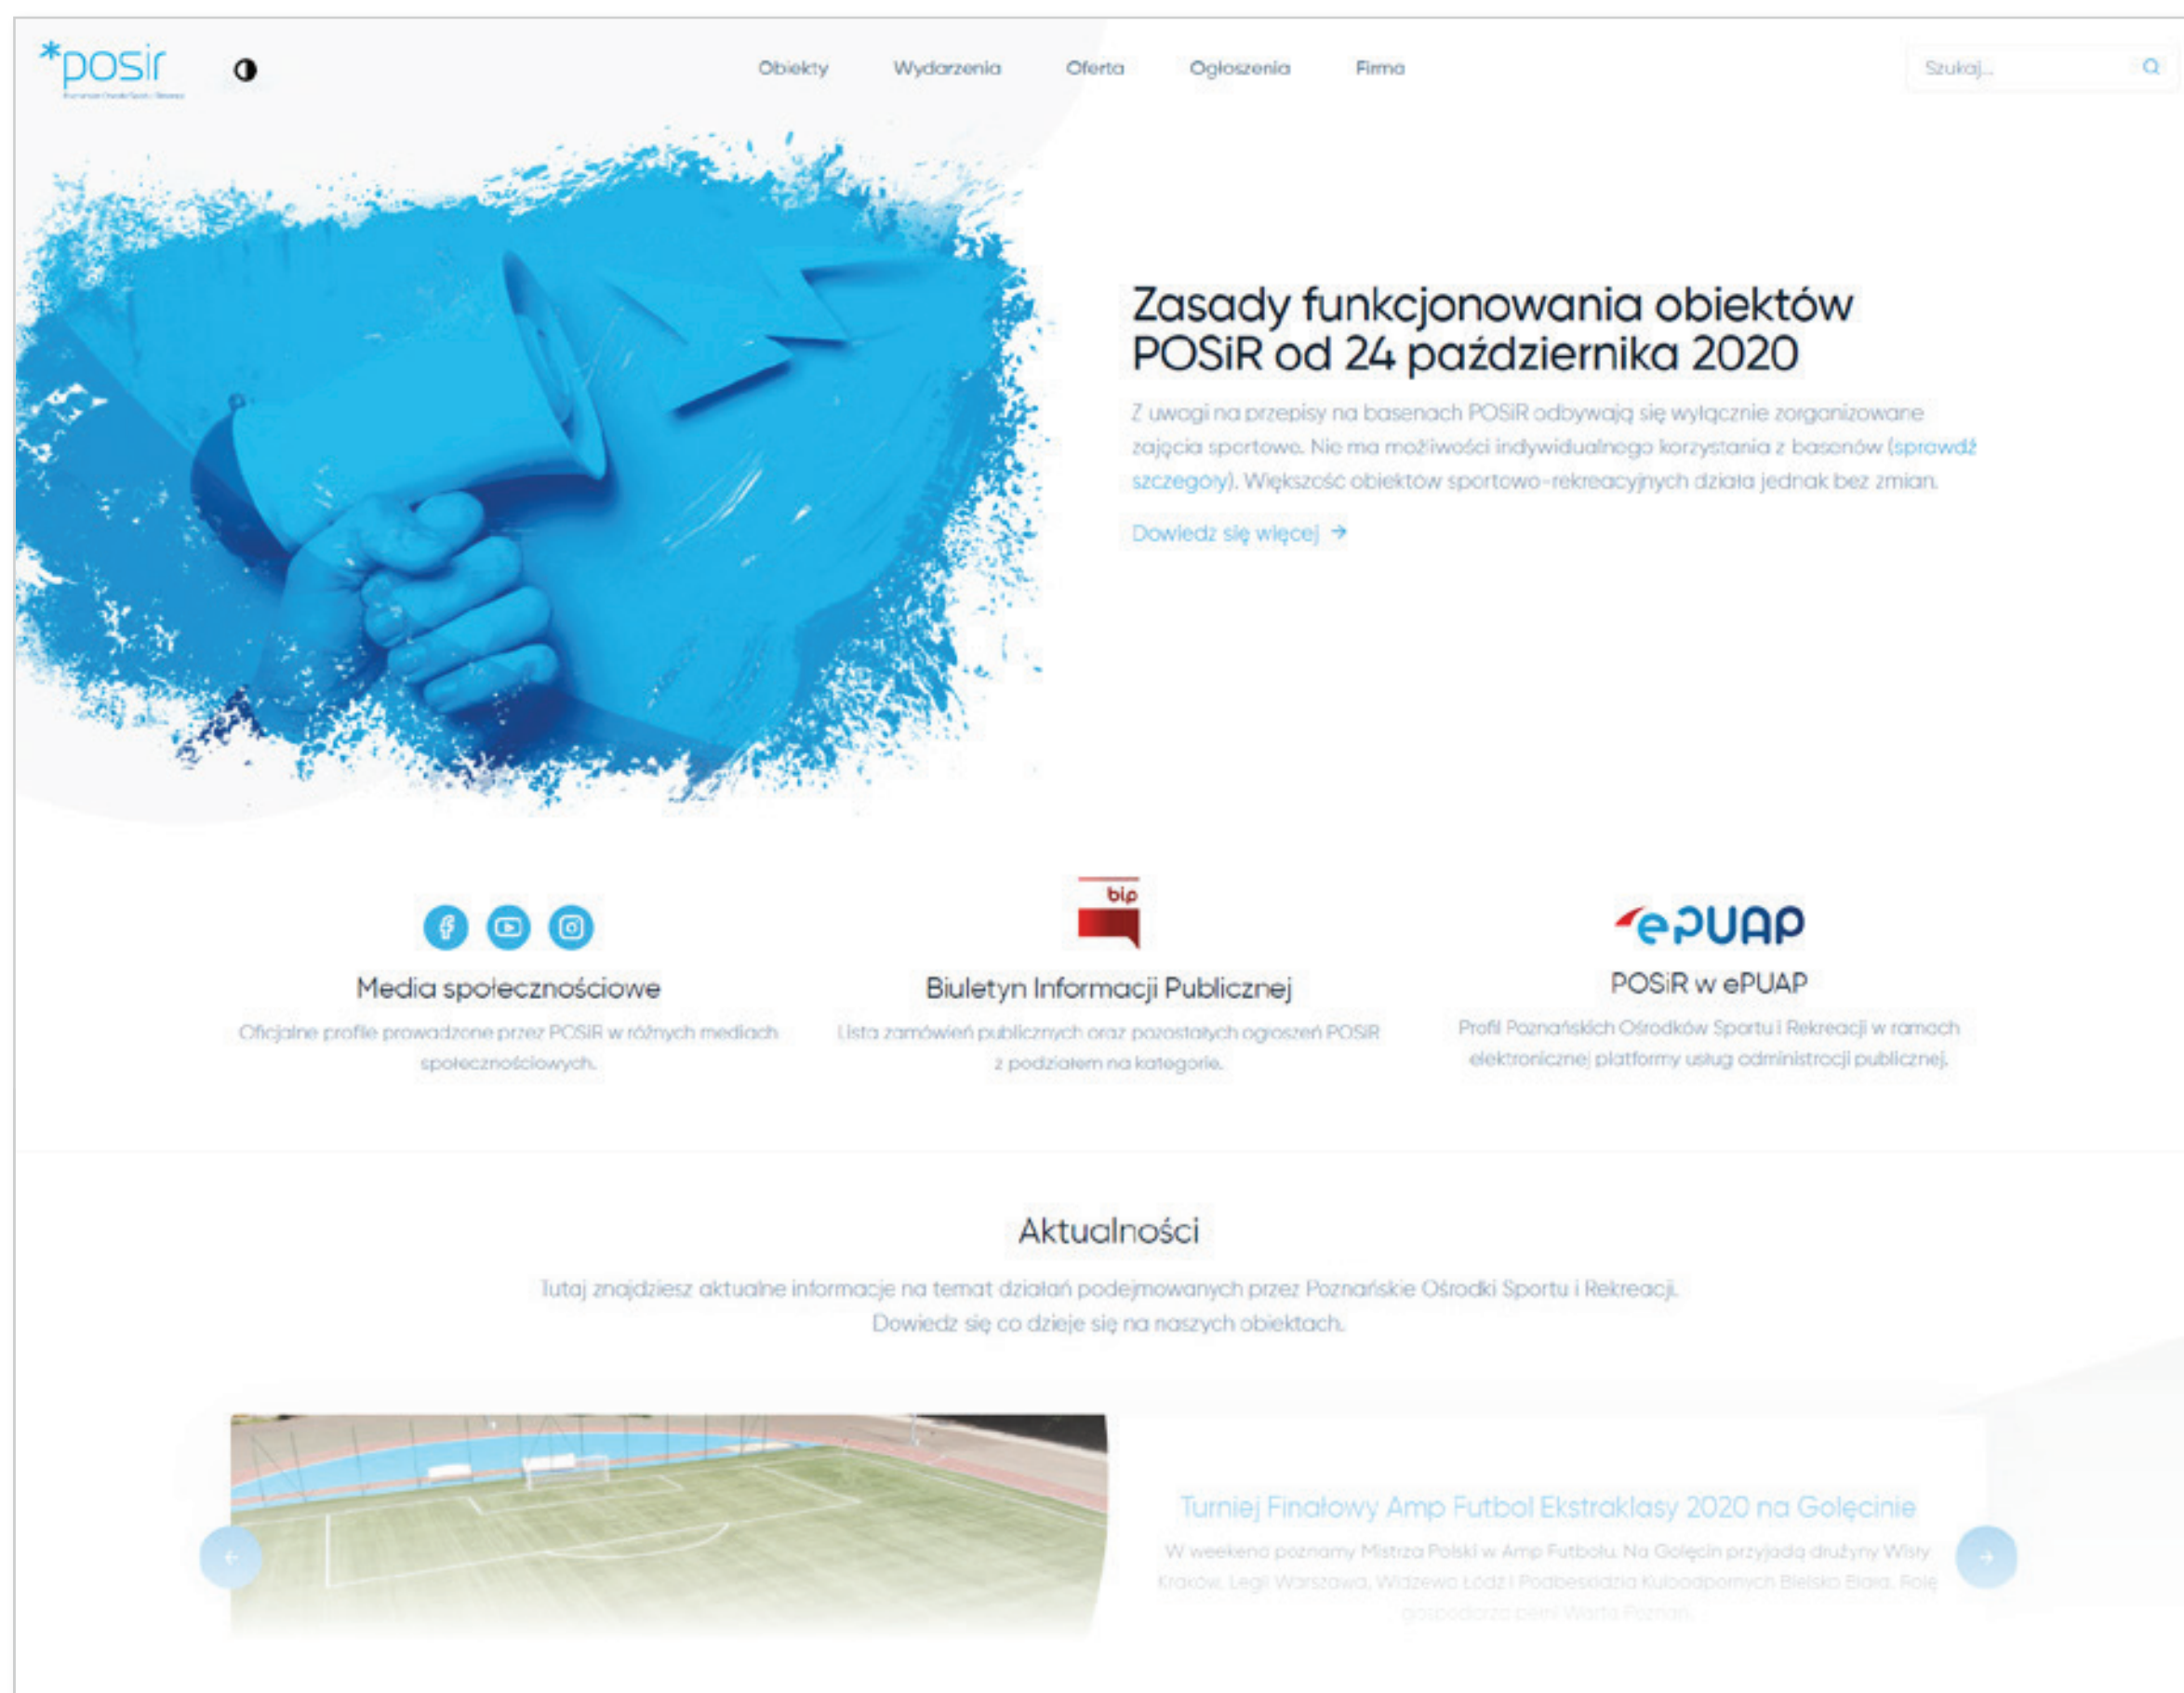 *posir
Obiekty Wydarzenia Oferta Ogłoszenia Firma
Szukaj...
Zasady funkcjonowania obiektów
POSiR od 24 października 2020
Z uwagi na przepisy na basenach POSiR odbywają się wyłącznie zorganizowane
zajęcia sportowe. Nie ma możliwości indywidualnego korzystania z basenów (sprawdź
szczegóły). Większość obiektów sportowo-rekreacyjnych działa jednak bez zmian.
Dowiedz się więcej →
Media społecznościowe
Oficjalne profile prowadzone przez POSiR w różnych mediach
społecznościowych.
bip
Biuletyn Informacji Publicznej
Lista zamówień publicznych oraz pozostałych ogłoszeń POSiR
z podziałem na kategorie.
ePUAP
POSiR w ePUAP
Profil Poznańskich Ośrodków Sportu i Rekreacji w ramach
elektronicznej platformy usług administracji publicznej.
Aktualności
Tutaj znajdziesz aktualne informacje na temat działań podejmowanych przez Poznańskie Ośrodki Sportu i Rekreacji.
Dowiedz się co dzieje się na naszych obiektach.
Turniej Finałowy Amp Futbol Ekstraklasy 2020 na Golęcinie
W weekend poznamy Mistrza Polski w Amp Futbolu. Na Golęcin przyjadą drużyny Wisły
Kraków, Legii Warszawa, Widzewa Łódź i Podbeskidzia Kuloodpornych Bielsko Biała. Rolę
gospodarza pełni Warta Poznań.